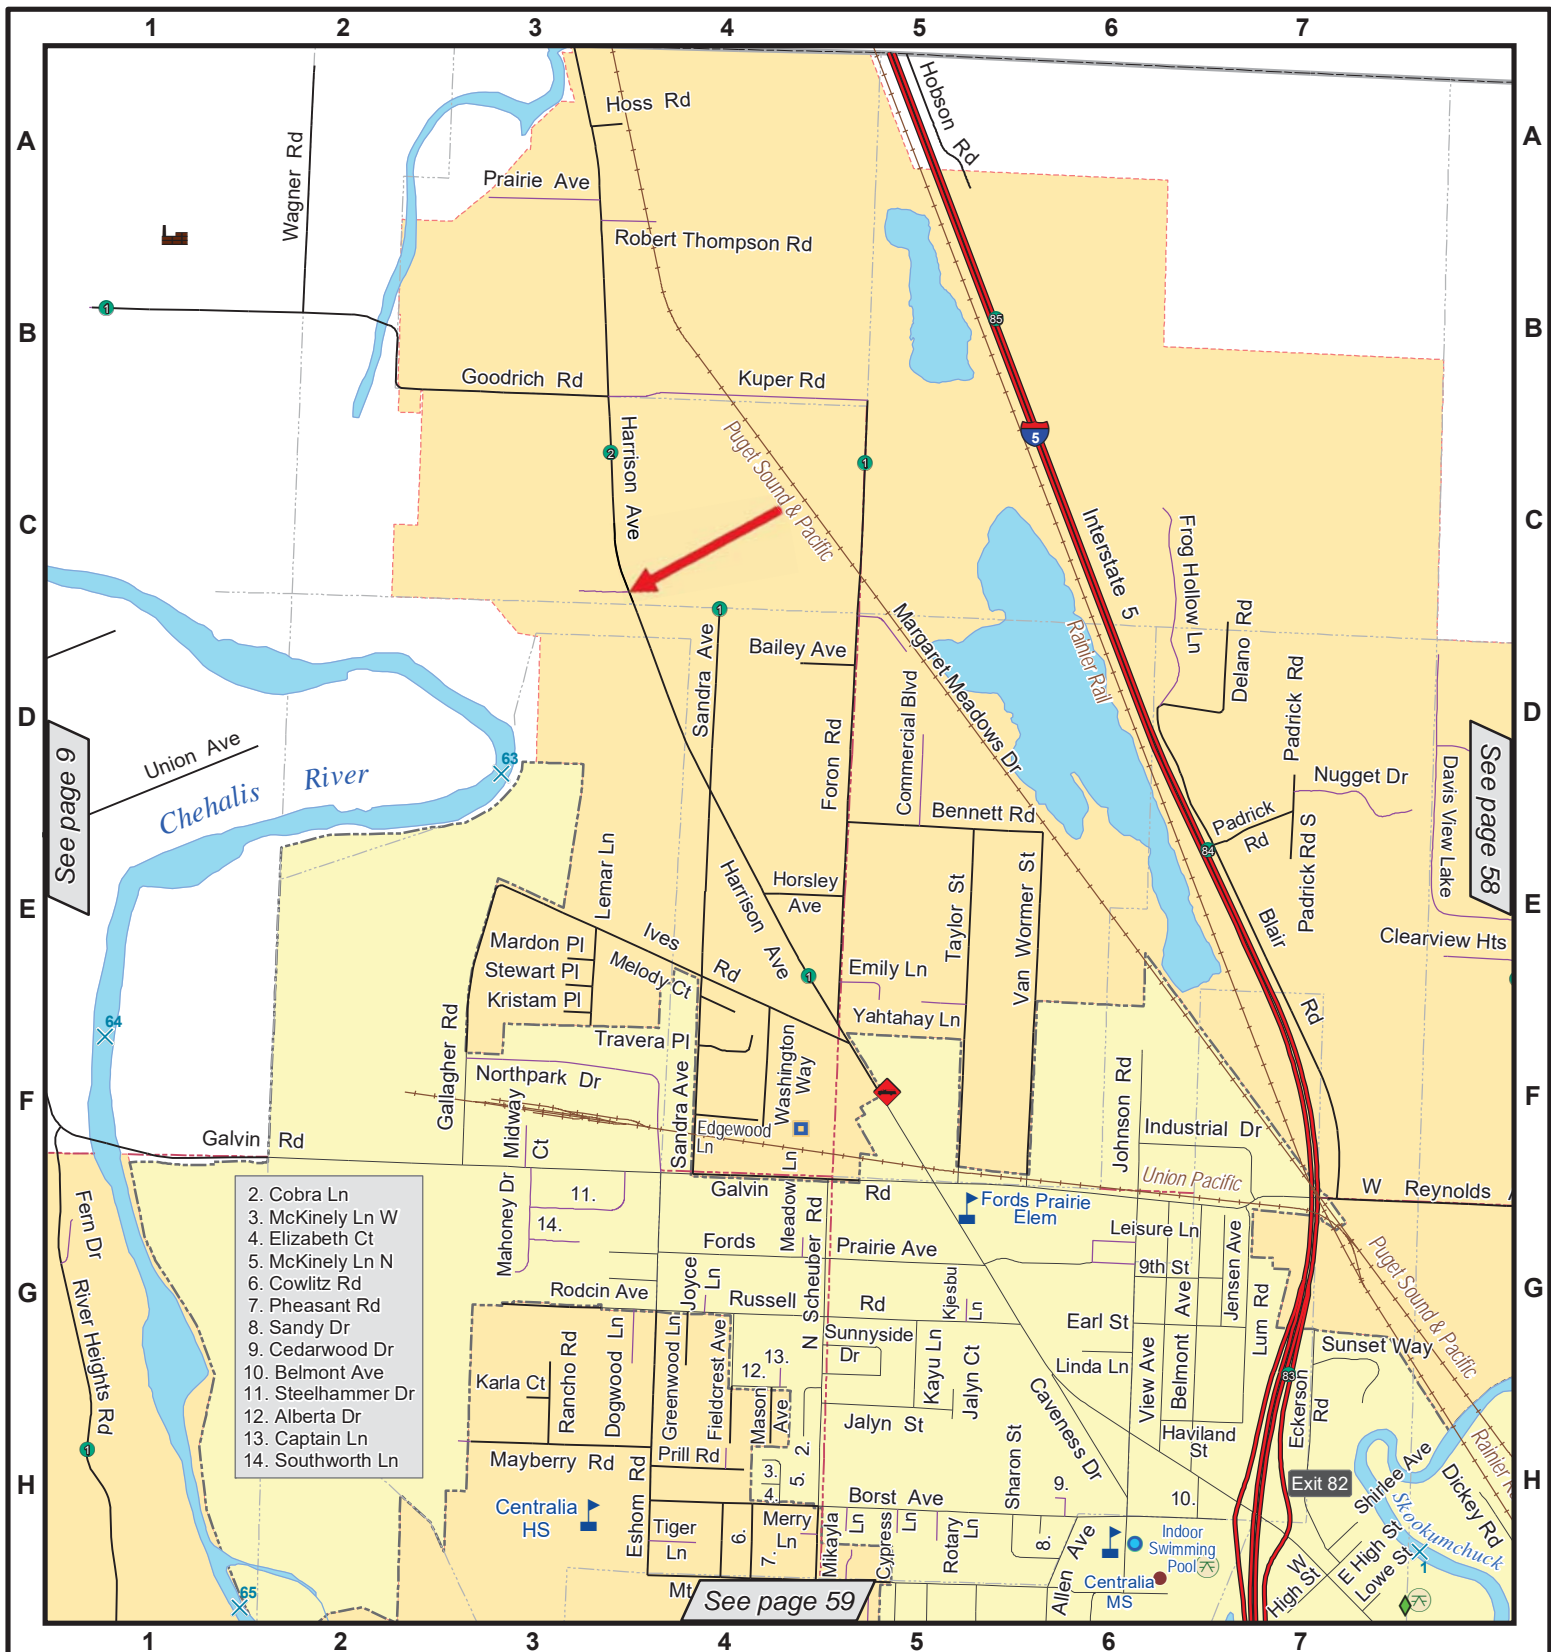 1 2 3 4 5 6 7
A A
B B
C C
D D
E E
F F
G G
H H
1 2 3 4 5 6 7
Hobson Rd
Hoss Rd
Wagner Rd
Prairie Ave
Robert Thompson Rd
1
85
Goodrich Rd
Kuper Rd
Harrison Ave
2
1
5
Puget Sound & Pacific
Interstate 5
Frog Hollow Ln
Rainier Rail
Delano Rd
1
Sandra Ave
Bailey Ave
Margaret Meadows Dr
Commercial Blvd
Foron Rd
Padrick Rd
Nugget Dr
Davis View Lake
See page 9
See page 58
Union Ave
Chehalis River
63
Bennett Rd
Padrick
Rd
84
Padrick Rd S
Lemar Ln
Harrison Ave
Horsley
Ave
Taylor St
Van Wormer St
Blair Rd
Clearview Hts
Mardon Pl
Stewart Pl
Kristam Pl
Ives Rd
Melody Ct
1
Emily Ln
Yahtahay Ln
64
Gallagher Rd
Travera Pl
Washington
Way
Northpark Dr
Midway
Ct
Sandra Ave
Edgewood
Ln
Johnson Rd
Industrial Dr
Galvin Rd
Union Pacific
W Reynolds A
Fern Dr
River Heights Rd
1
2. Cobra Ln
3. McKinely Ln W
4. Elizabeth Ct
5. McKinely Ln N
6. Cowlitz Rd
7. Pheasant Rd
8. Sandy Dr
9. Cedarwood Dr
10. Belmont Ave
11. Steelhammer Dr
12. Alberta Dr
13. Captain Ln
14. Southworth Ln
Mahoney Dr
11.
14.
Galvin Rd
Meadow Ln
N Scheuber Rd
Fords Prairie
Elem
Fords Prairie Ave
Leisure Ln
9th St
Jensen Ave
Lum Rd
Puget Sound & Pacific
Rodcin Ave
Joyce
Ln
Russell Rd
Kjesbu
Ln
Earl St
Sunnyside
Dr
Linda Ln
View Ave
Belmont Ave
Sunset Way
83
Eckerson
Rd
Karla Ct
Rancho Rd
Dogwood Ln
Greenwood Ln
Fieldcrest Ave
12.
13.
Mason
Ave
Kayu Ln
Jalyn Ct
Jalyn St
Caveness Dr
Haviland
St
Rainier R
Mayberry Rd
Prill Rd
2.
3.
4.
5.
Sharon St
9.
10.
Exit 82
Shirlee Ave
Dickey Rd
Skookumchuck
Centralia
HS
Eshom Rd
Borst Ave
Tiger
Ln
6.
7.
Merry
Ln
Mikayla
Ln
Cypress
Ln
Rotary
Ln
8.
Allen Ave
Indoor
Swimming
Pool
Centralia
MS
W
High St
E High St
Lowe St
1
65
Mt
See page 59